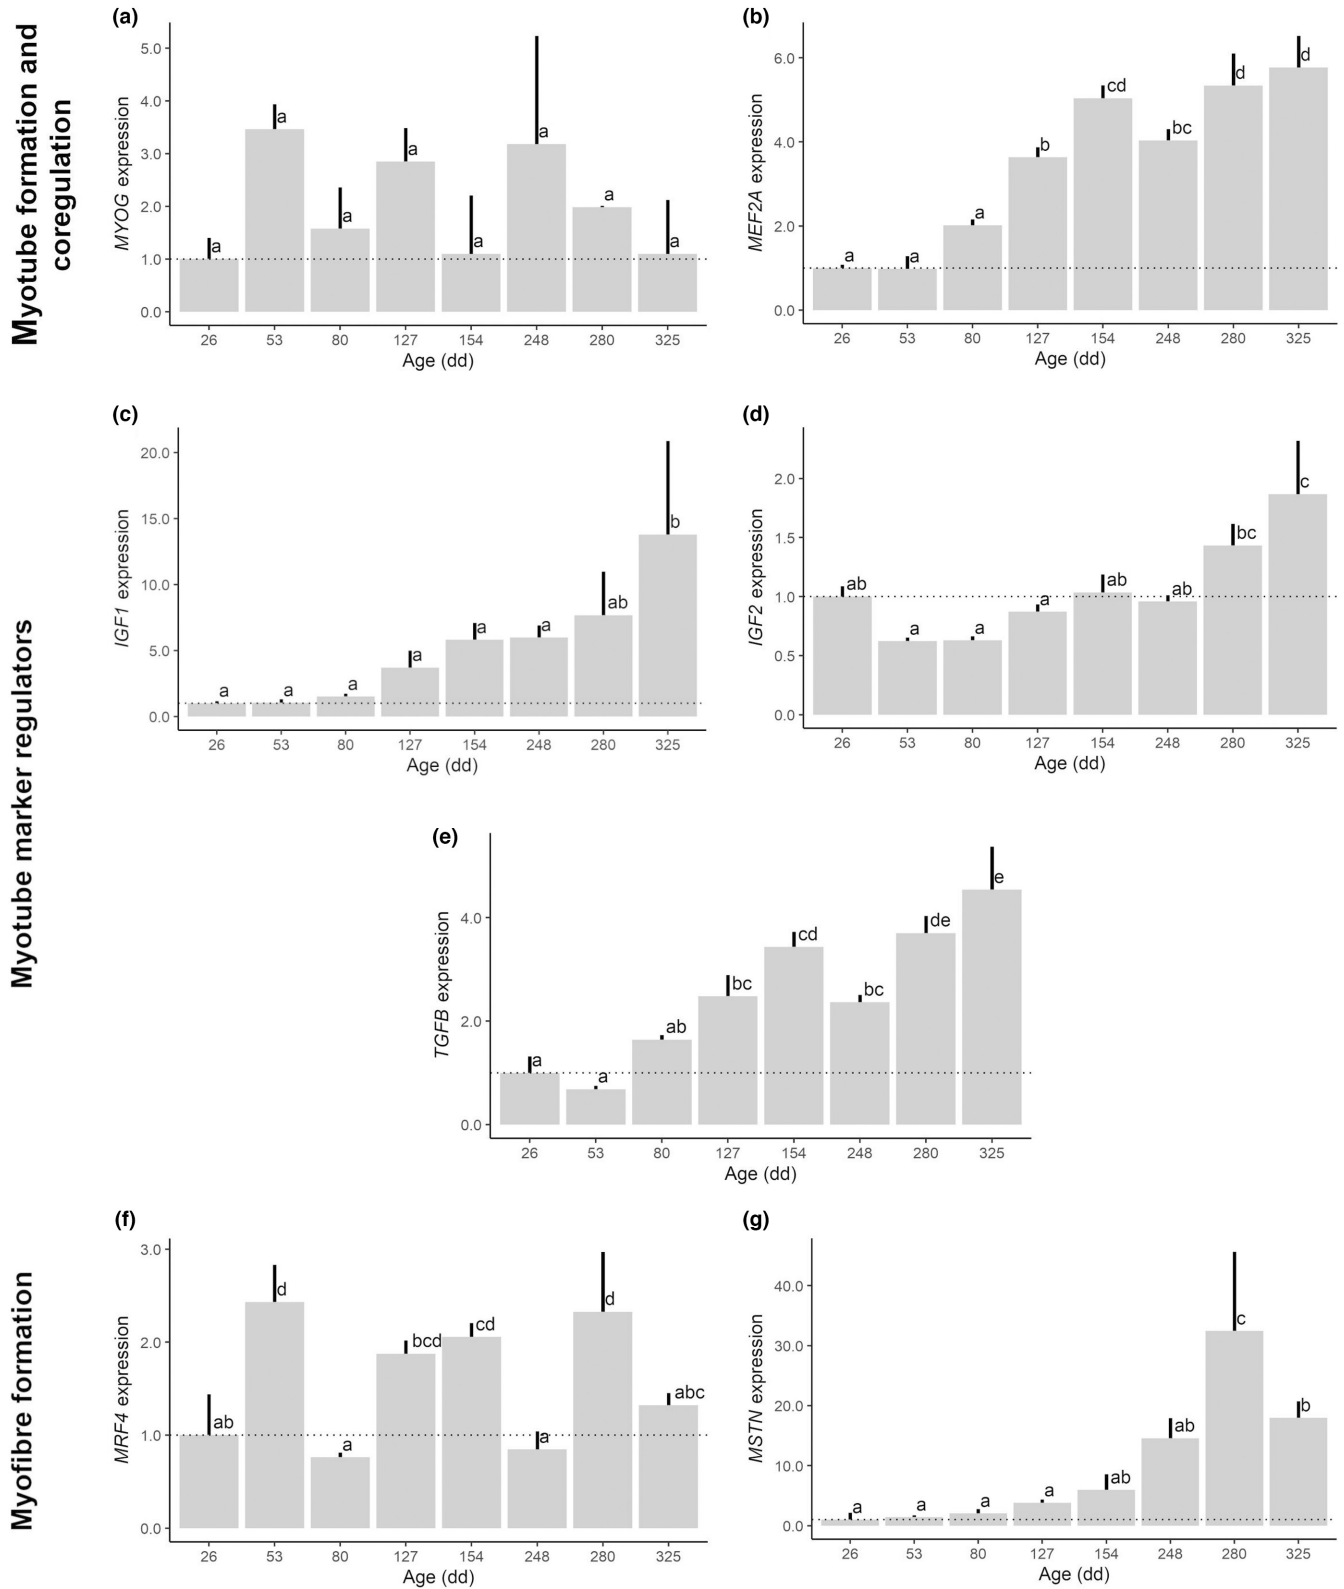 Myotube formation and
coregulation
(a)
MYOG expression
5.0
4.0
3.0
2.0
1.0
0.0
a
a
a
a
a
a
a
a
26 53 80 127 154 248 280 325
Age (dd)
(b)
MEF2A expression
6.0
4.0
2.0
0.0
a
a
a
b
cd
bc
d
d
26 53 80 127 154 248 280 325
Age (dd)
Myotube marker regulators
(c)
IGF1 expression
20.0
15.0
10.0
5.0
0.0
a
a
a
a
a
a
ab
b
26 53 80 127 154 248 280 325
Age (dd)
(d)
IGF2 expression
2.0
1.5
1.0
0.5
0.0
ab
a
a
a
ab
ab
bc
c
26 53 80 127 154 248 280 325
Age (dd)
(e)
TGFB expression
4.0
2.0
0.0
a
a
ab
bc
cd
bc
de
e
26 53 80 127 154 248 280 325
Age (dd)
Myofibre formation
(f)
MRF4 expression
3.0
2.0
1.0
0.0
ab
d
a
bcd
cd
a
d
abc
26 53 80 127 154 248 280 325
Age (dd)
(g)
MSTN expression
40.0
30.0
20.0
10.0
0.0
a
a
a
a
ab
ab
c
b
26 53 80 127 154 248 280 325
Age (dd)